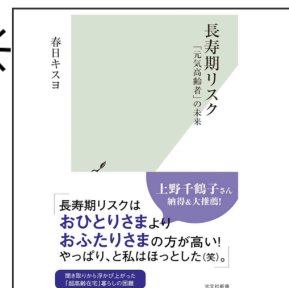 長寿期リスク
「元気高齢者」の未来
春日キスヨ
上野千鶴子さん
納得&大推薦!
「長寿期リスクは
おひとりさまより
おふたりさまの方が高い!
やっぱり、と私はほっとした(笑)。」
聞き取りから浮かび上がった
「超高齢在宅」暮らしの困難
光文社新書